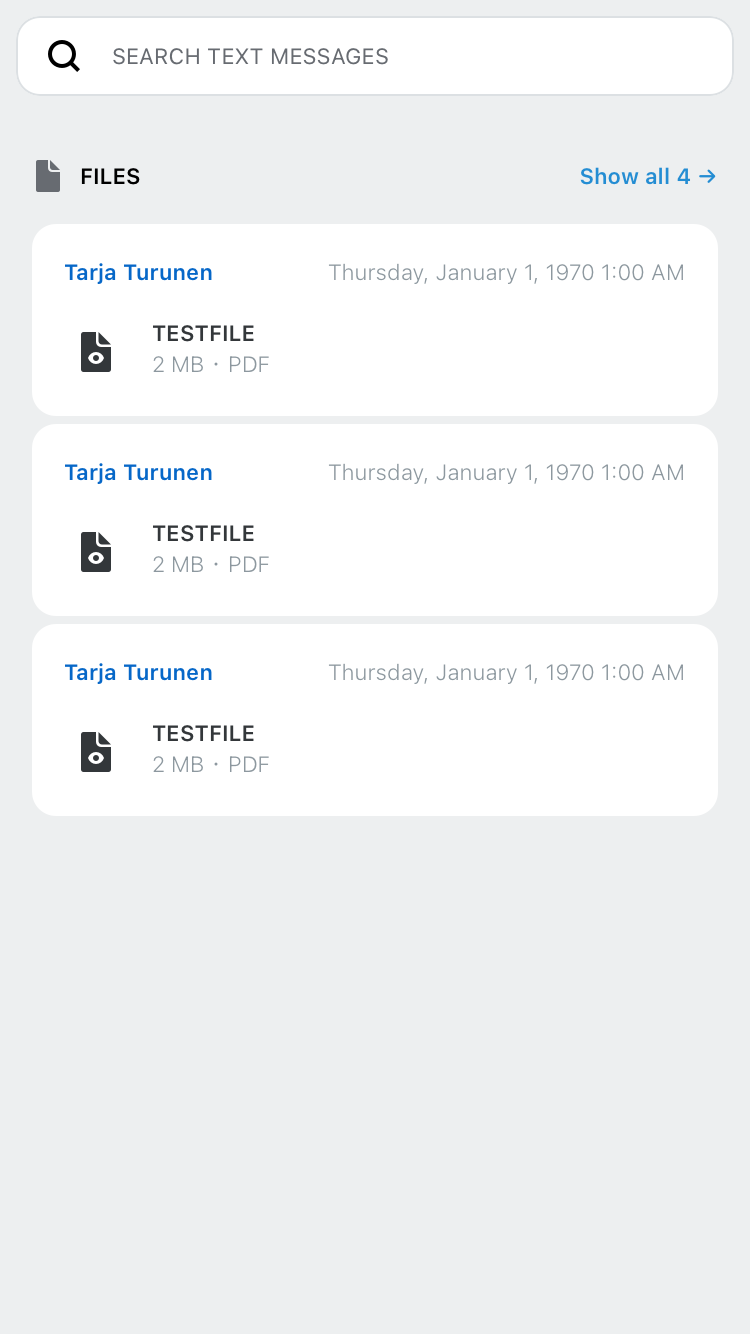 SEARCH TEXT MESSAGES
FILES
Show all 4 →
Tarja Turunen
Thursday, January 1, 1970 1:00 AM
TESTFILE
2 MB · PDF
Tarja Turunen
Thursday, January 1, 1970 1:00 AM
TESTFILE
2 MB · PDF
Tarja Turunen
Thursday, January 1, 1970 1:00 AM
TESTFILE
2 MB · PDF